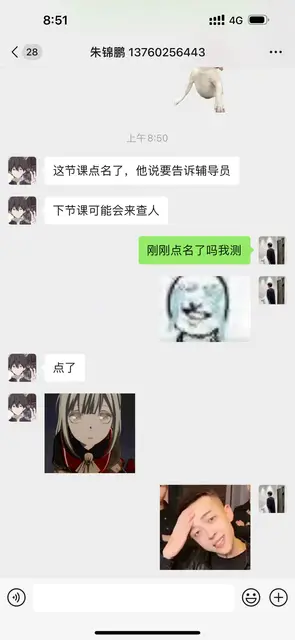 8:51
4G
28
朱锦鹏 13760256443
上午 8:50
这节课点名了，他说要告诉辅导员
下节课可能会来查人
刚刚点名了吗我测
点了